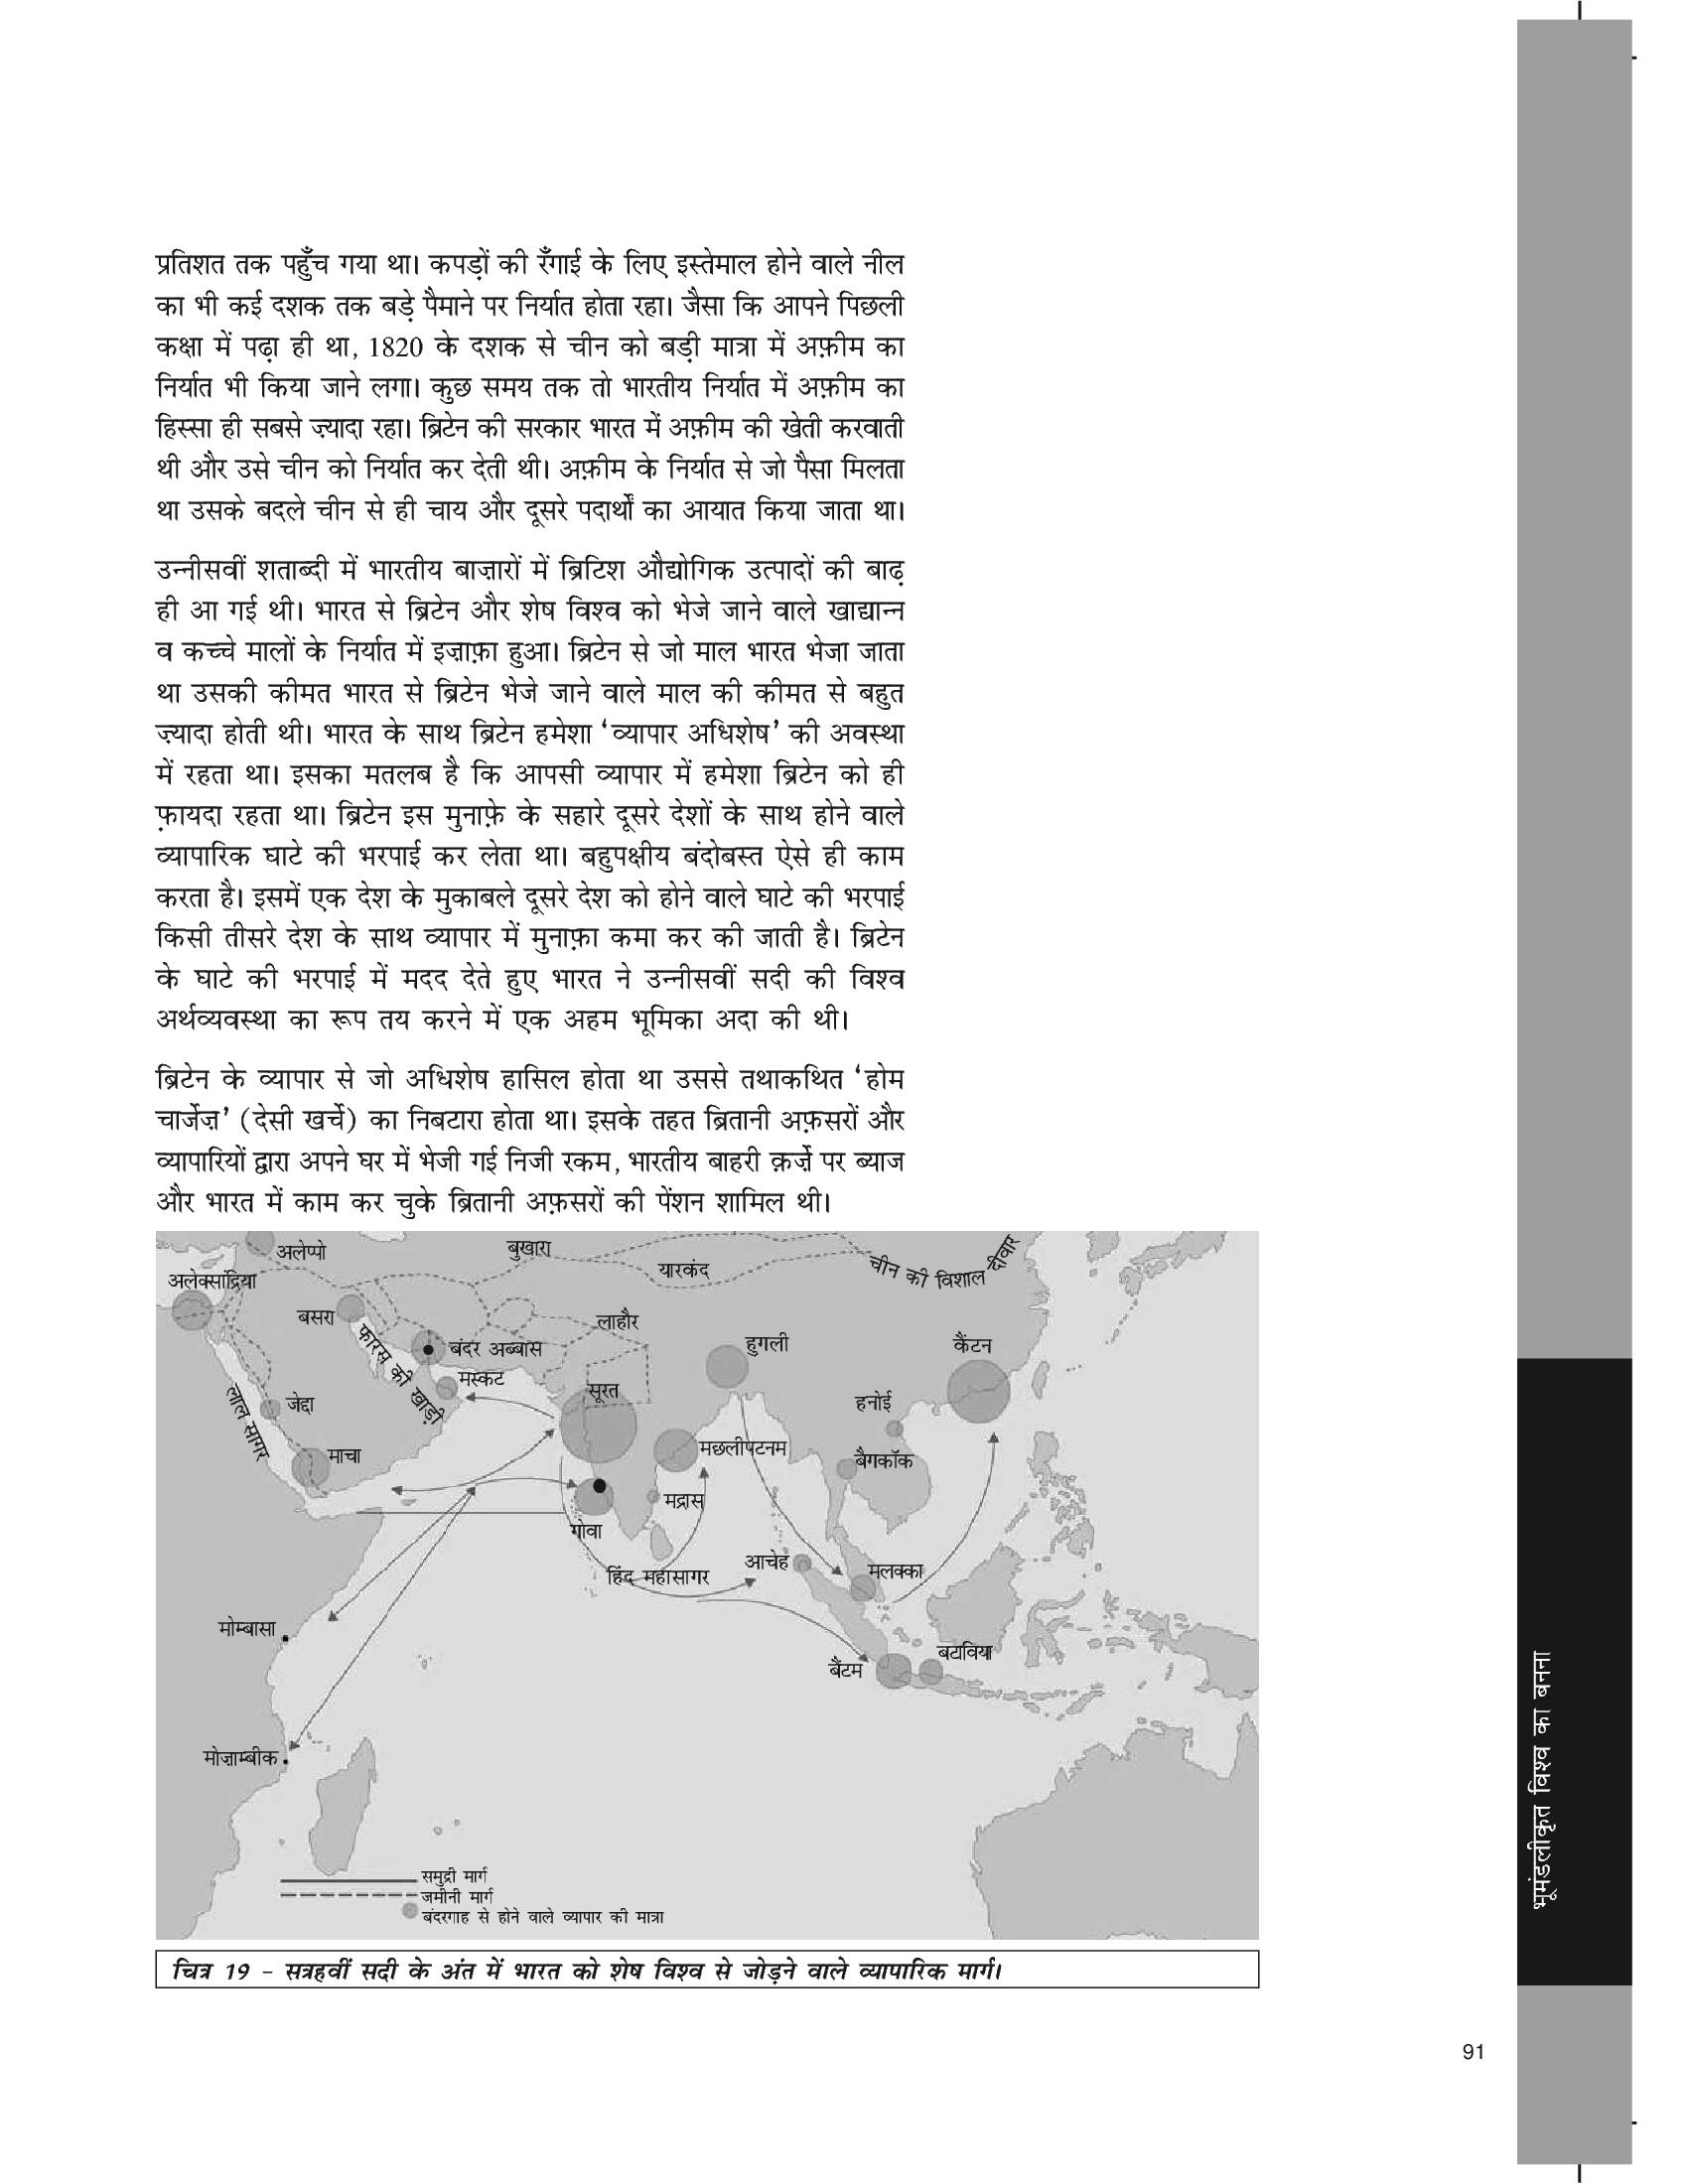 प्रतिशत तक पहुँच गया था। कपड़ों की रँगाई के लिए इस्तेमाल होने वाले नील
का भी कई दशक तक बड़े पैमाने पर निर्यात होता रहा। जैसा कि आपने पिछली
कक्षा में पढ़ा ही था, 1820 के दशक से चीन को बड़ी मात्रा में अफ़ीम का
निर्यात भी किया जाने लगा। कुछ समय तक तो भारतीय निर्यात में अफ़ीम का
हिस्सा ही सबसे ज़्यादा रहा। ब्रिटेन की सरकार भारत में अफ़ीम की खेती करवाती
थी और उसे चीन को निर्यात कर देती थी। अफ़ीम के निर्यात से जो पैसा मिलता
था उसके बदले चीन से ही चाय और दूसरे पदार्थों का आयात किया जाता था।
उन्नीसवीं शताब्दी में भारतीय बाज़ारों में ब्रिटिश औद्योगिक उत्पादों की बाढ़
ही आ गई थी। भारत से ब्रिटेन और शेष विश्व को भेजे जाने वाले खाद्यान्न
व कच्चे मालों के निर्यात में इज़ाफ़ा हुआ। ब्रिटेन से जो माल भारत भेजा जाता
था उसकी कीमत भारत से ब्रिटेन भेजे जाने वाले माल की कीमत से बहुत
ज़्यादा होती थी। भारत के साथ ब्रिटेन हमेशा ‘व्यापार अधिशेष’ की अवस्था
में रहता था। इसका मतलब है कि आपसी व्यापार में हमेशा ब्रिटेन को ही
फ़ायदा रहता था। ब्रिटेन इस मुनाफ़े के सहारे दूसरे देशों के साथ होने वाले
व्यापारिक घाटे की भरपाई कर लेता था। बहुपक्षीय बंदोबस्त ऐसे ही काम
करता है। इसमें एक देश के मुकाबले दूसरे देश को होने वाले घाटे की भरपाई
किसी तीसरे देश के साथ व्यापार में मुनाफ़ा कमा कर की जाती है। ब्रिटेन
के घाटे की भरपाई में मदद देते हुए भारत ने उन्नीसवीं सदी की विश्व
अर्थव्यवस्था का रूप तय करने में एक अहम भूमिका अदा की थी।
ब्रिटेन के व्यापार से जो अधिशेष हासिल होता था उससे तथाकथित ‘होम
चार्जेज़’ (देसी खर्चे) का निबटारा होता था। इसके तहत ब्रितानी अफ़सरों और
व्यापारियों द्वारा अपने घर में भेजी गई निजी रकम, भारतीय बाहरी क़र्ज़े पर ब्याज
और भारत में काम कर चुके ब्रितानी अफ़सरों की पेंशन शामिल थी।
अलेप्पो
बुखारा
यारकंद
चीन की विशाल दीवार
अलेक्सांद्रिया
बसरा
फारस की खाड़ी
बंदर अब्बास
लाहौर
हुगली
कैंटन
मस्कट
सूरत
जेद्दा
लाल सागर
हनोई
माचा
मछलीपटनम
बैगकॉक
मद्रास
गोवा
आचेह
मलक्का
हिंद महासागर
मोम्बासा
बटाविया
बैंटम
मोज़ाम्बीक
समुद्री मार्ग
जमीनी मार्ग
बंदरगाह से होने वाले व्यापार की मात्रा
चित्र 19 – सत्रहवीं सदी के अंत में भारत को शेष विश्व से जोड़ने वाले व्यापारिक मार्ग।
भूमंडलीकृत विश्व का बनना
91